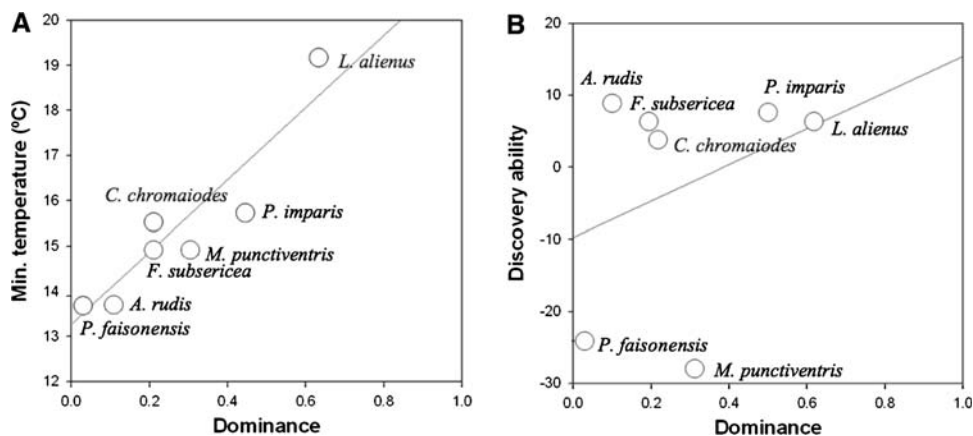 A
20
19
18
17
16
15
14
13
12
Min. temperature (ºC)
L. alienus
C. chromaiodes
P. imparis
M. punctiventris
F. subsericea
A. rudis
P. faisonensis
0.0 0.2 0.4 0.6 0.8 1.0
Dominance
B
20
10
0
-10
-20
-30
Discovery ability
A. rudis
P. imparis
F. subsericea
L. alienus
C. chromaiodes
P. faisonensis
M. punctiventris
0.0 0.2 0.4 0.6 0.8 1.0
Dominance